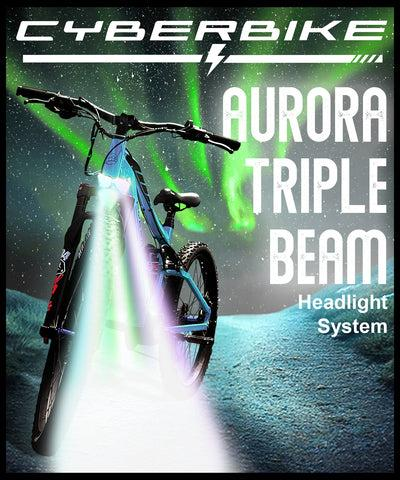 CYBERBIKE
AURORA
TRIPLE
BEAM
Headlight
System